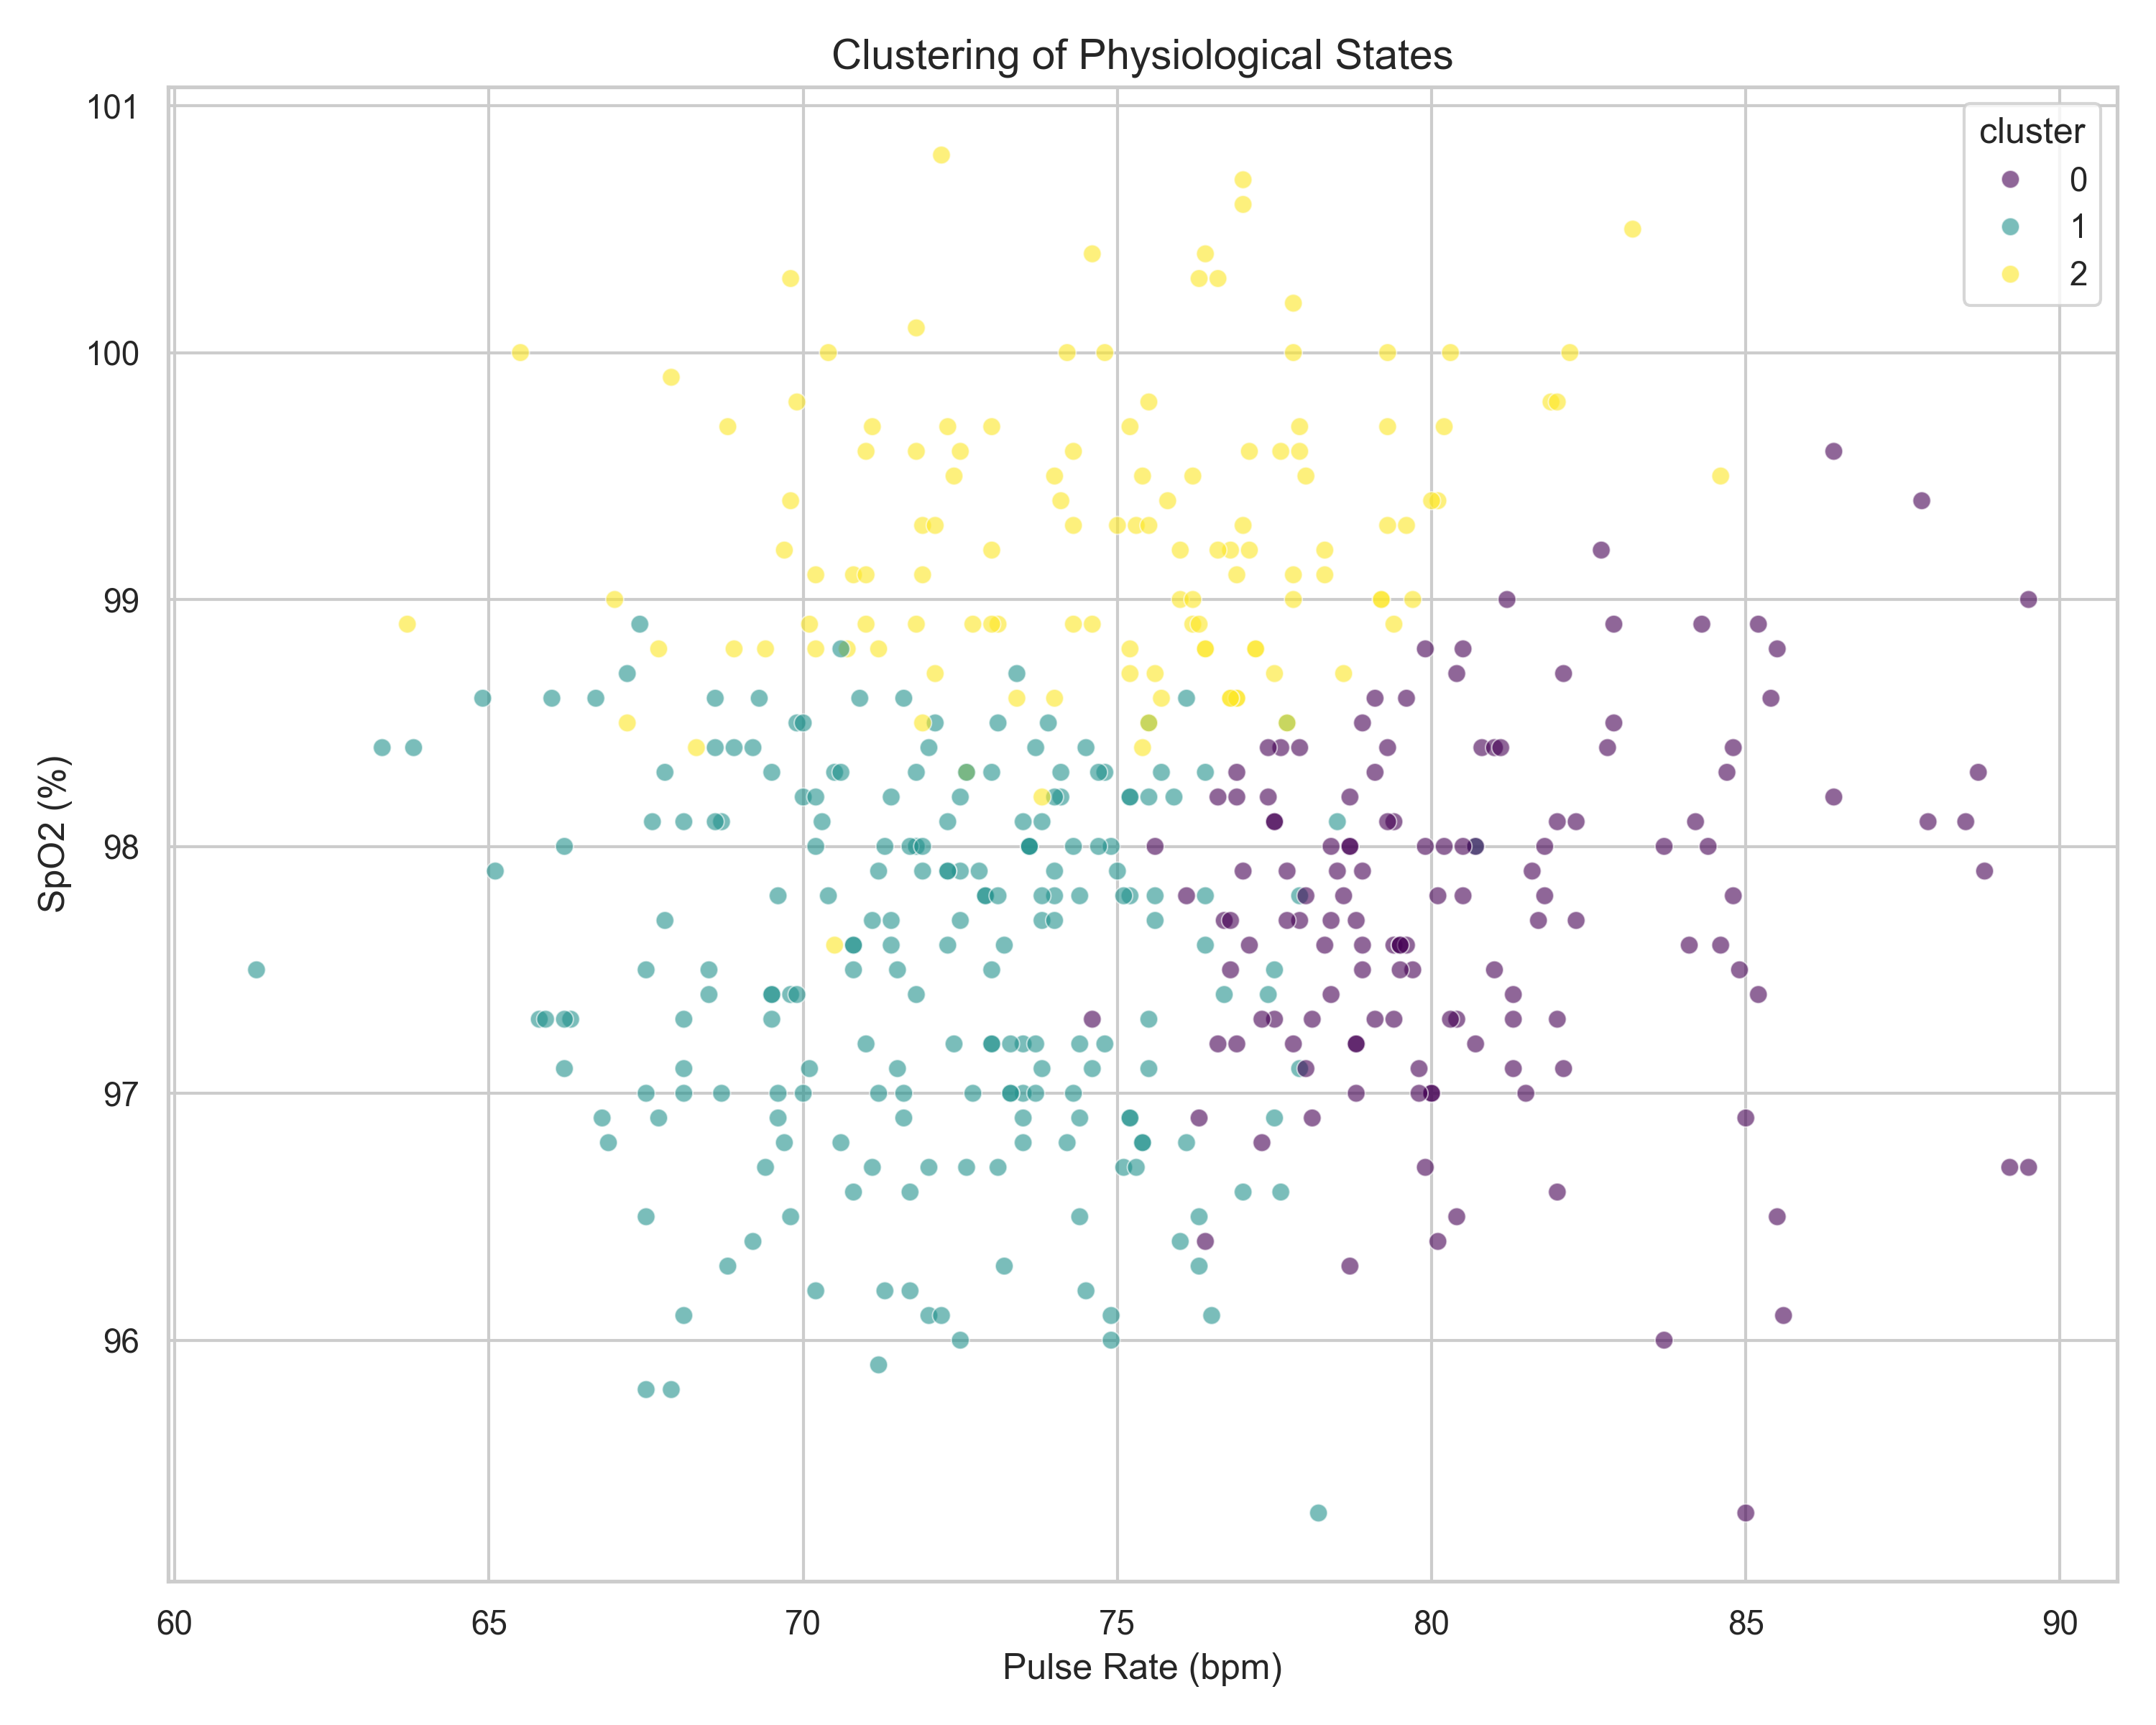 Clustering of Physiological States
101
100
99
98
97
96
SpO2 (%)
cluster
0
1
2
60 65 70 75 80 85 90
Pulse Rate (bpm)